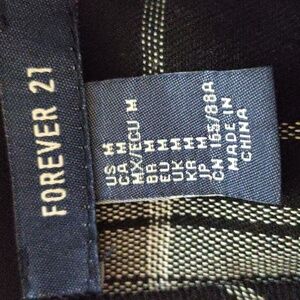 FOREVER 21
US M
CA M
MX/ECU M
BR M
EU M
UK M
KR M
JP M
CN 165/88A
MADE IN
CHINA